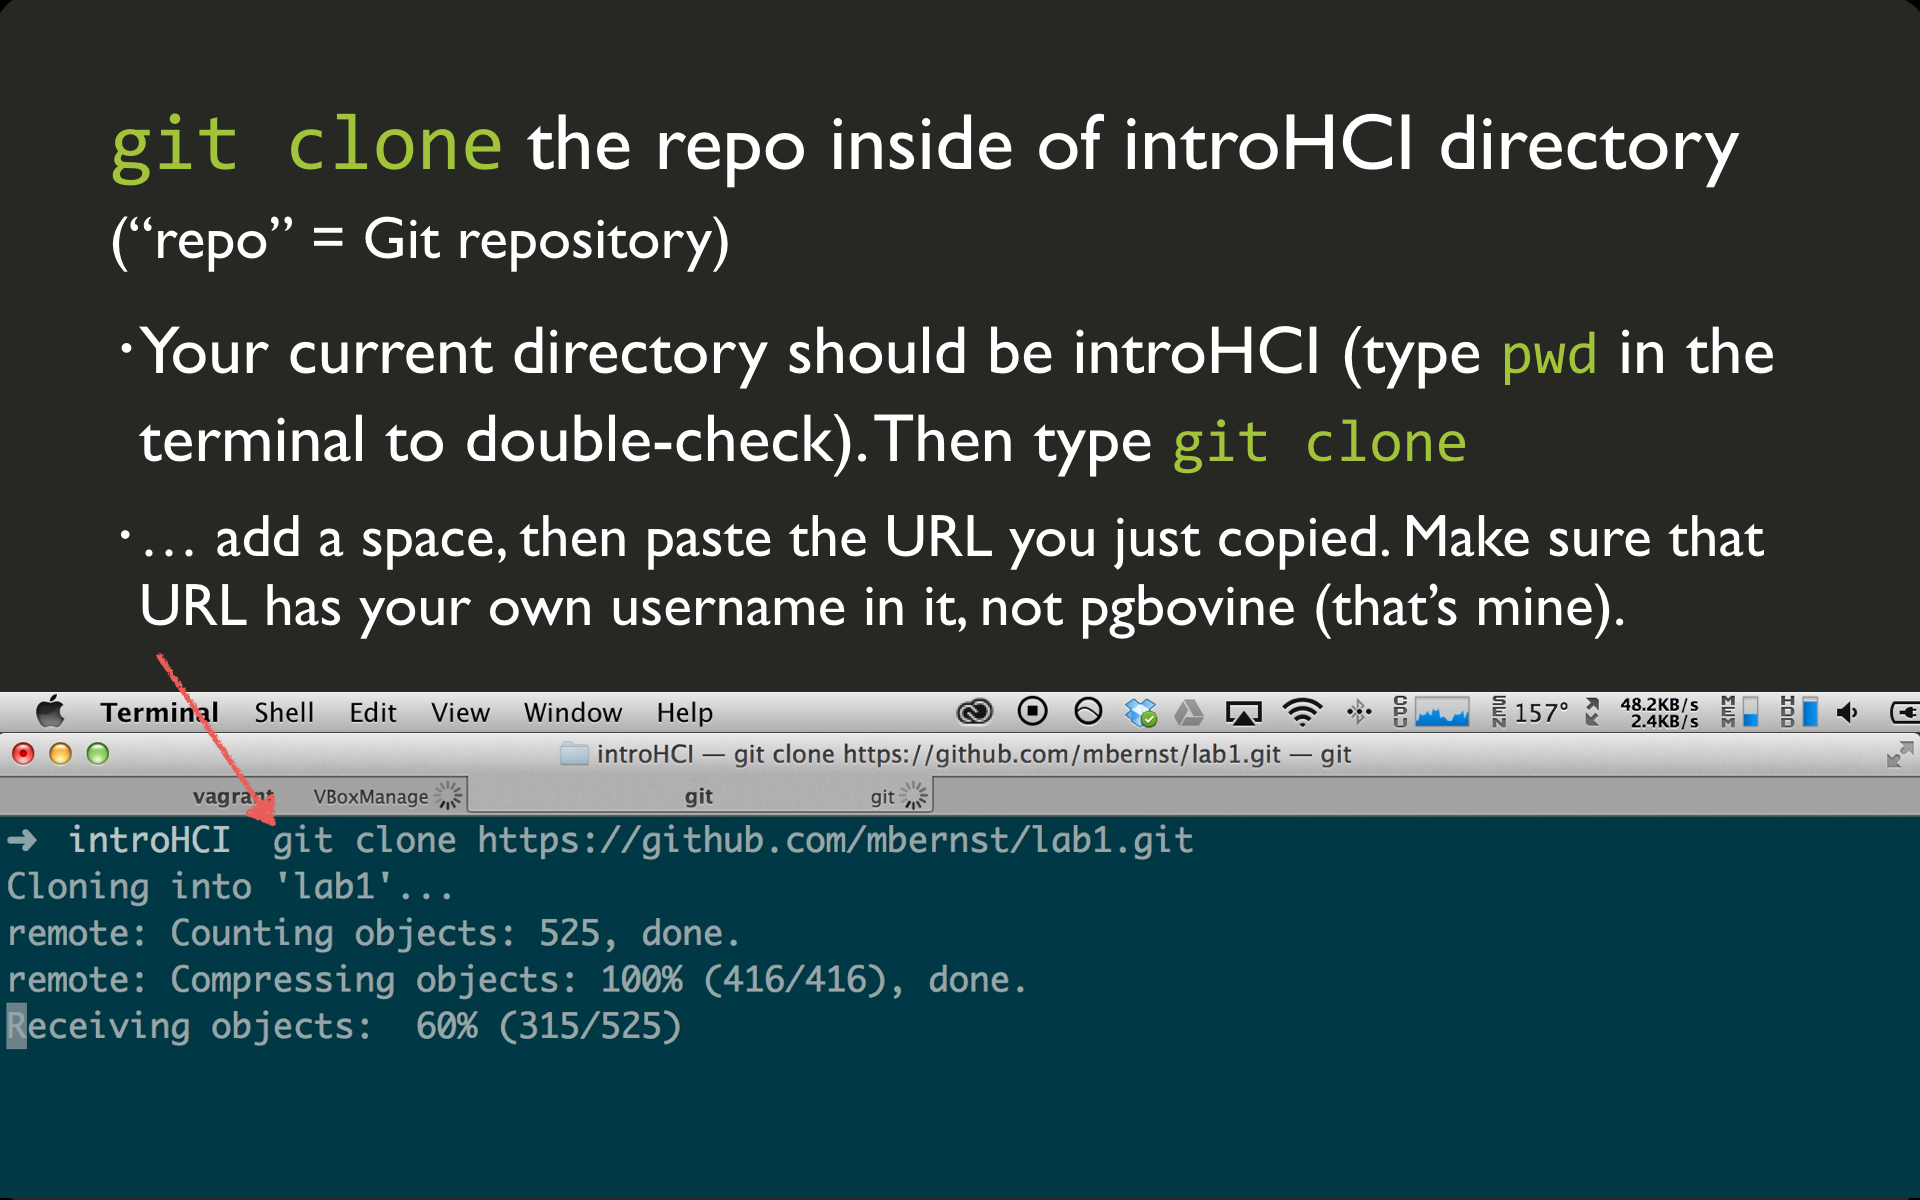 git clone the repo inside of introHCI directory
(“repo” = Git repository)
• Your current directory should be introHCI (type pwd in the
terminal to double-check). Then type git clone
• … add a space, then paste the URL you just copied. Make sure that
URL has your own username in it, not pgbovine (that’s mine).
Terminal Shell Edit View Window Help CPU SEN 157° 48.2KB/s 2.4KB/s MEM HDD
introHCI — git clone https://github.com/mbernst/lab1.git — git
vagrant VBoxManage git git
➜ introHCI git clone https://github.com/mbernst/lab1.git
Cloning into 'lab1'...
remote: Counting objects: 525, done.
remote: Compressing objects: 100% (416/416), done.
Receiving objects: 60% (315/525)